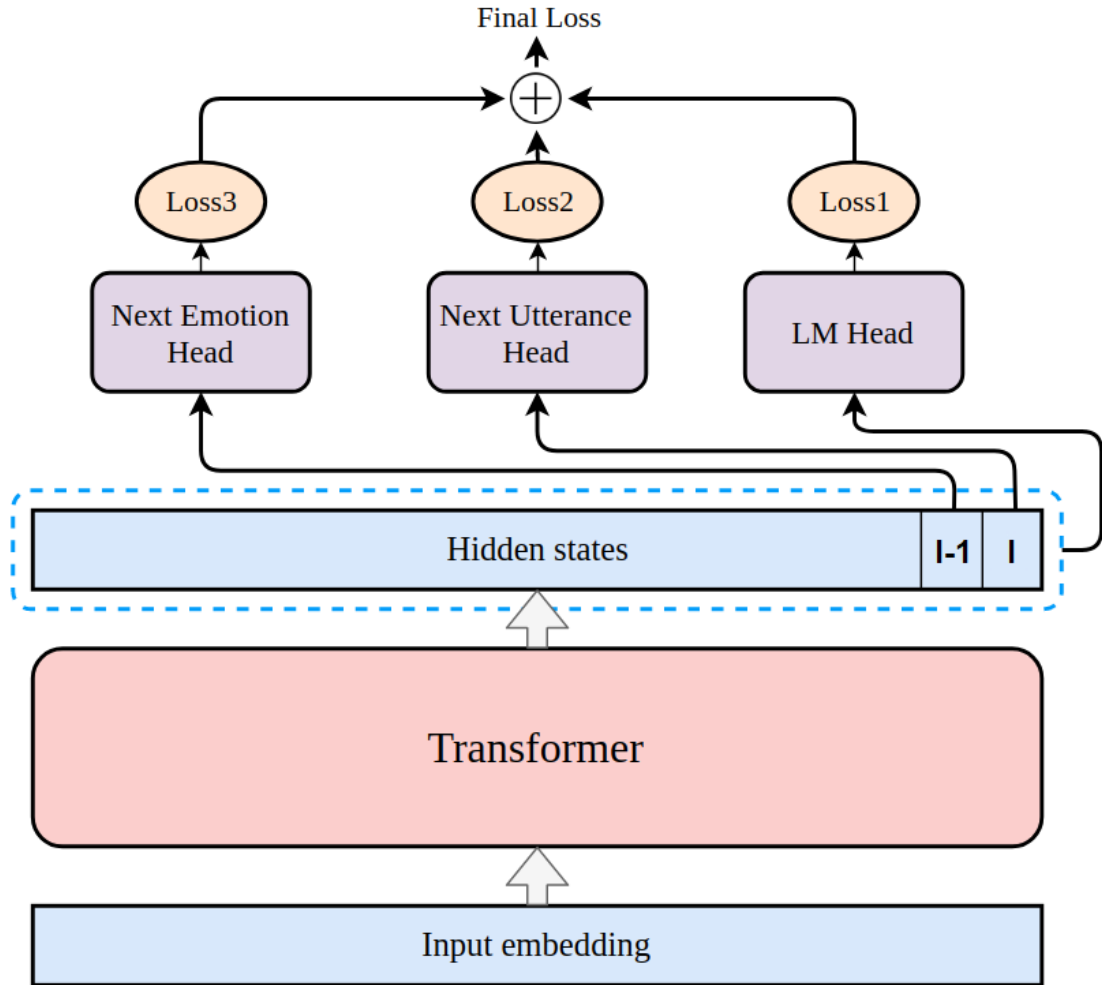 Final Loss
Loss3
Loss2
Loss1
Next Emotion
Head
Next Utterance
Head
LM Head
Hidden states
l-1
l
Transformer
Input embedding